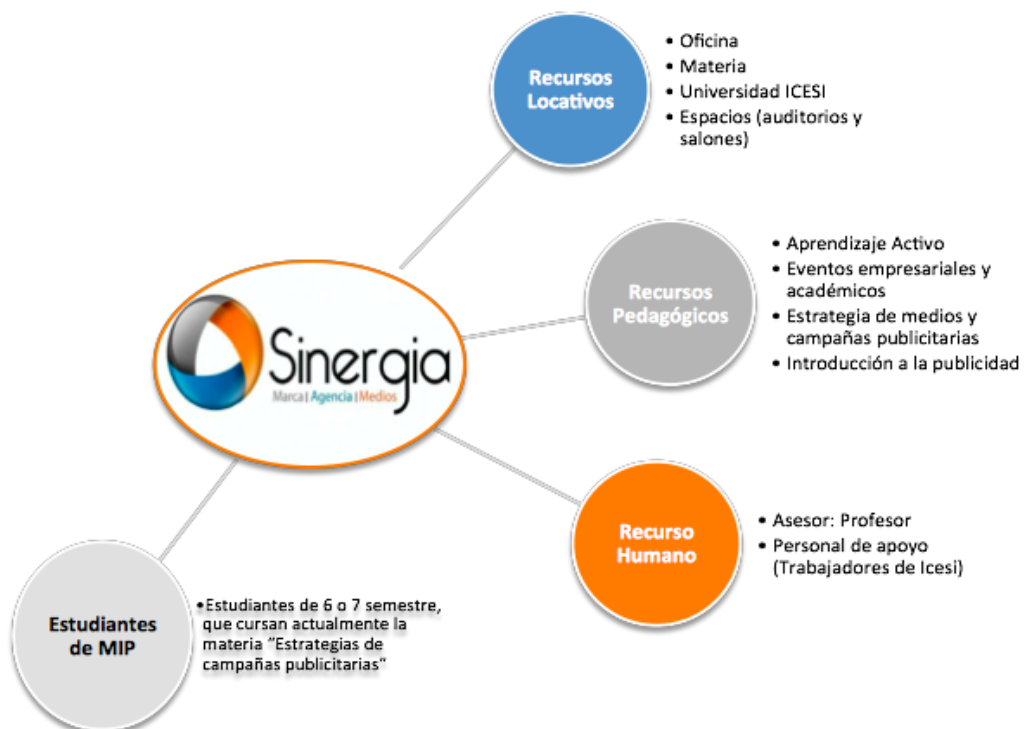 Recursos
Locativos
• Oficina
• Materia
• Universidad ICESI
• Espacios (auditorios y
salones)
Recursos
Pedagógicos
• Aprendizaje Activo
• Eventos empresariales y
académicos
• Estrategia de medios y
campañas publicitarias
• Introducción a la publicidad
Sinergia
Marca|Agencia|Medios
Recurso
Humano
• Asesor: Profesor
• Personal de apoyo
(Trabajadores de Icesi)
Estudiantes
de MIP
•Estudiantes de 6 o 7 semestre,
que cursan actualmente la
materia “Estrategias de
campañas publicitarias”